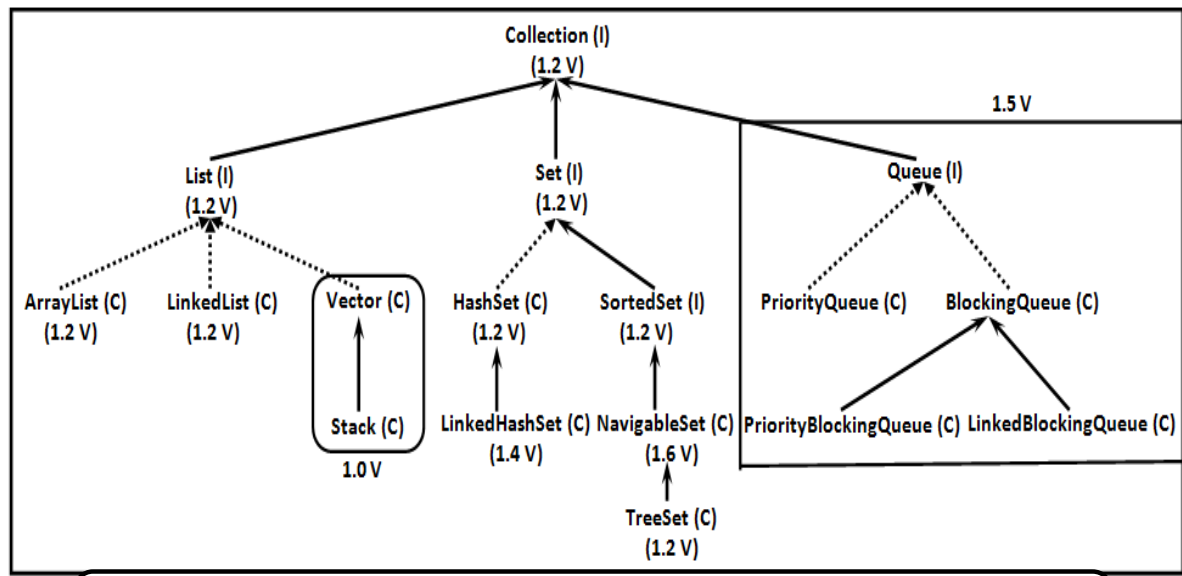 Collection (I)
(1.2 V)
1.5 V
List (I)
(1.2 V)
Set (I)
(1.2 V)
Queue (I)
ArrayList (C)
(1.2 V)
LinkedList (C)
(1.2 V)
Vector (C)
HashSet (C)
(1.2 V)
SortedSet (I)
(1.2 V)
PriorityQueue (C)
BlockingQueue (C)
Stack (C)
1.0 V
LinkedHashSet (C)
(1.4 V)
NavigableSet (C)
(1.6 V)
PriorityBlockingQueue (C)
LinkedBlockingQueue (C)
TreeSet (C)
(1.2 V)